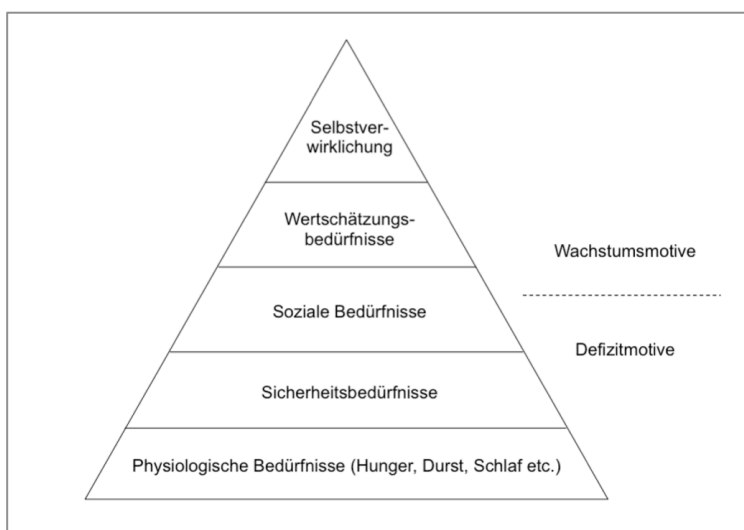 Selbstver-
wirklichung
Wertschätzungs-
bedürfnisse
Wachstumsmotive
Soziale Bedürfnisse
Defizitmotive
Sicherheitsbedürfnisse
Physiologische Bedürfnisse (Hunger, Durst, Schlaf etc.)